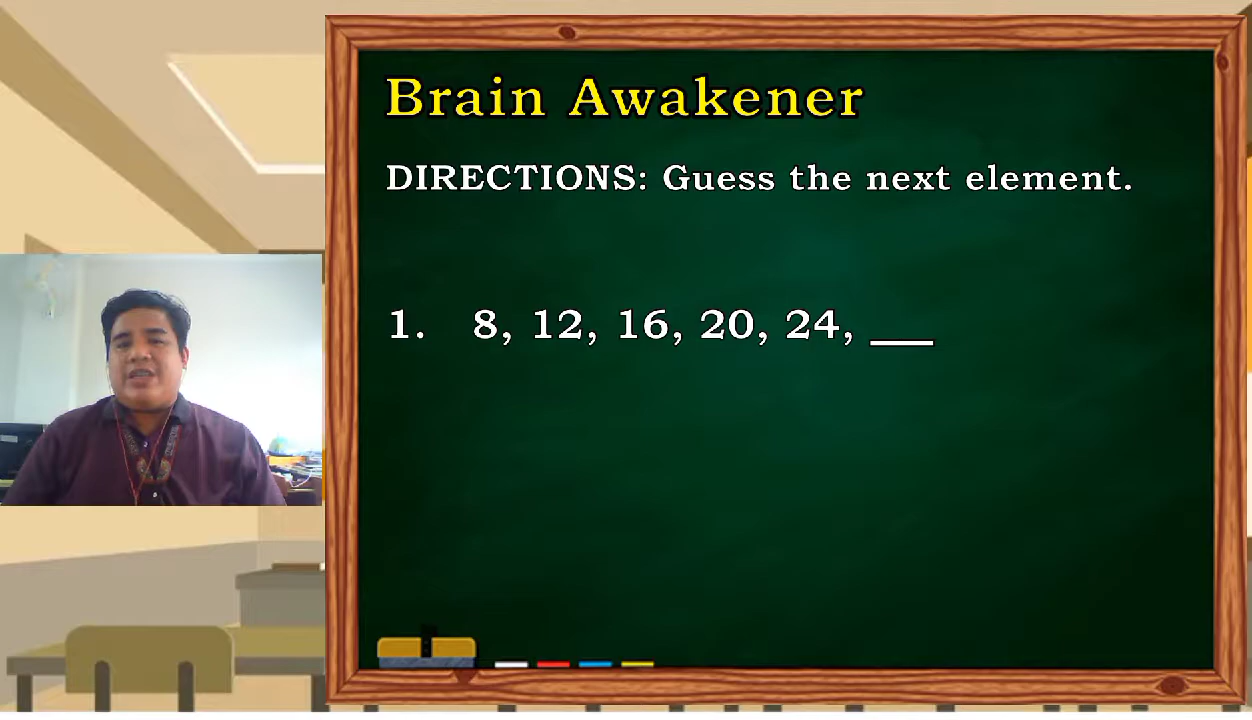 Brain Awakener
DIRECTIONS: Guess the next element.
1. 8, 12, 16, 20, 24, ___